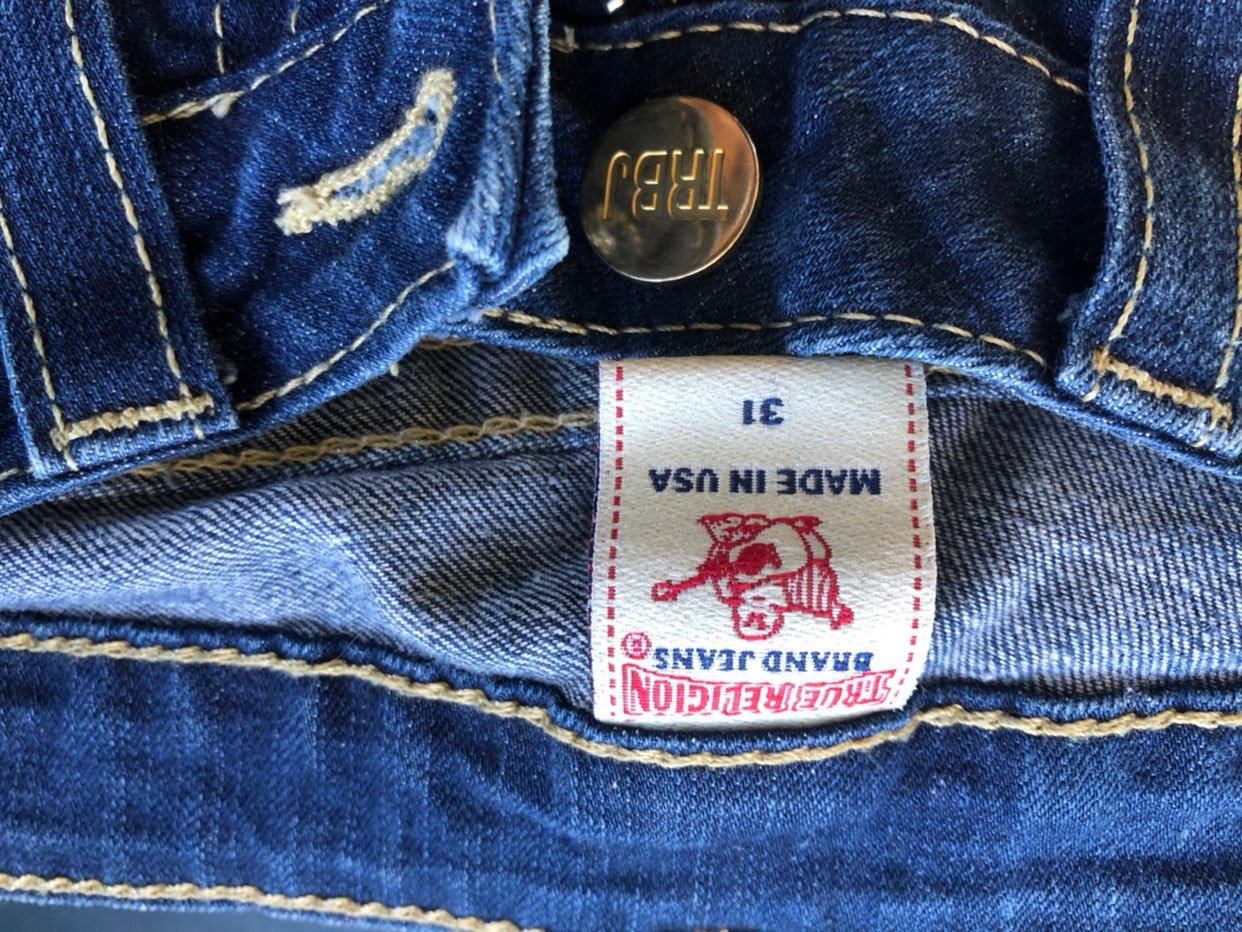 TRBJ
TRUE RELIGION
BRAND JEANS ®
MADE IN USA
31